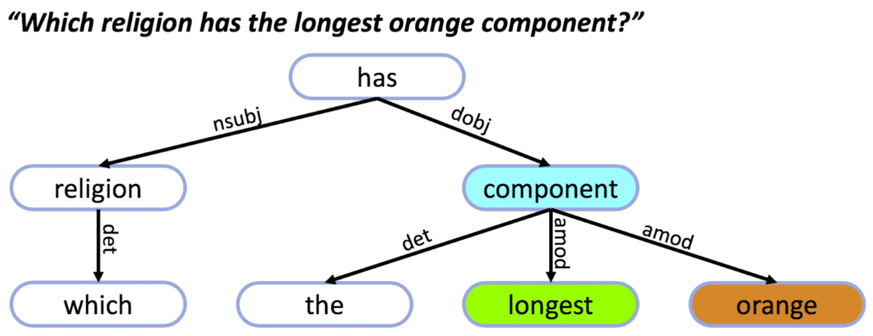 “Which religion has the longest orange component?”
has
nsubj
dobj
religion
component
det
det
amod
amod
which
the
longest
orange